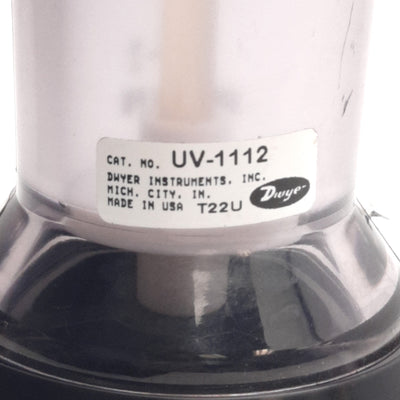 CAT. NO. UV-1112
DWYER INSTRUMENTS, INC.
MICH. CITY, IN.
MADE IN USA T22U
Dwyer